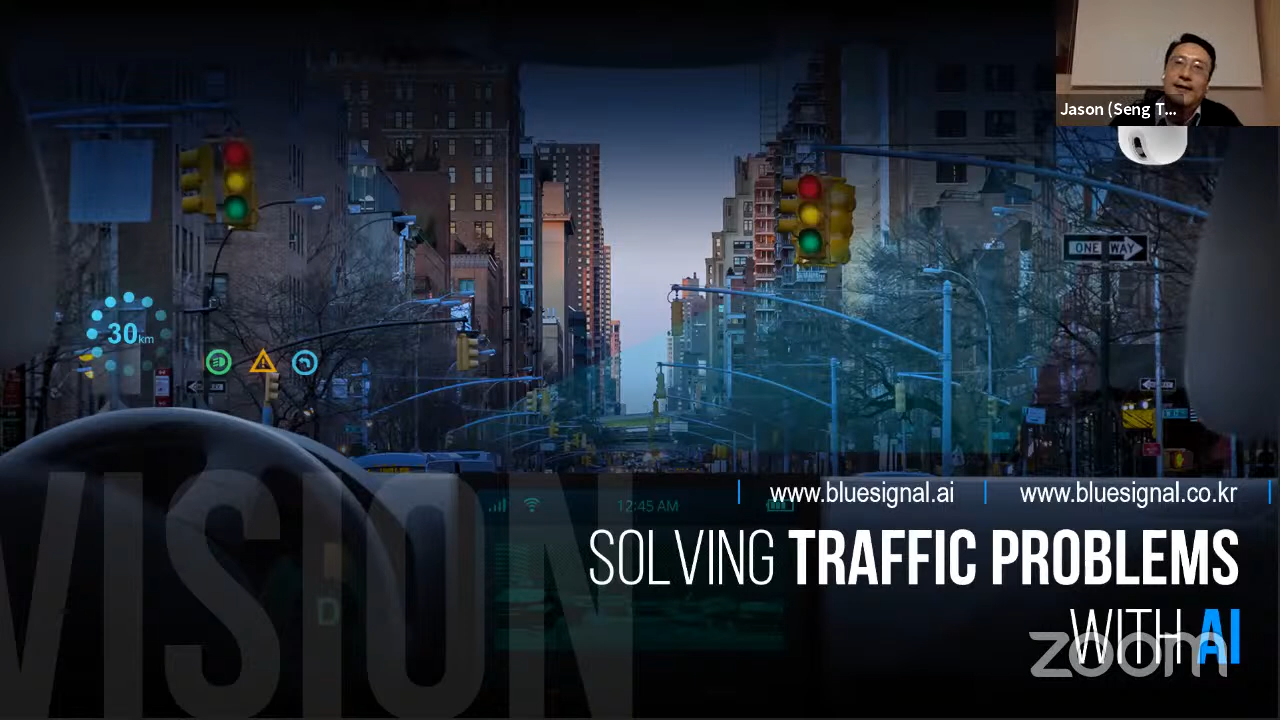 Jason (Seng T...
ONE WAY
30km
www.bluesignal.ai
www.bluesignal.co.kr
12:45 AM
VISION
SOLVING TRAFFIC PROBLEMS
D
WITH AI
zoom